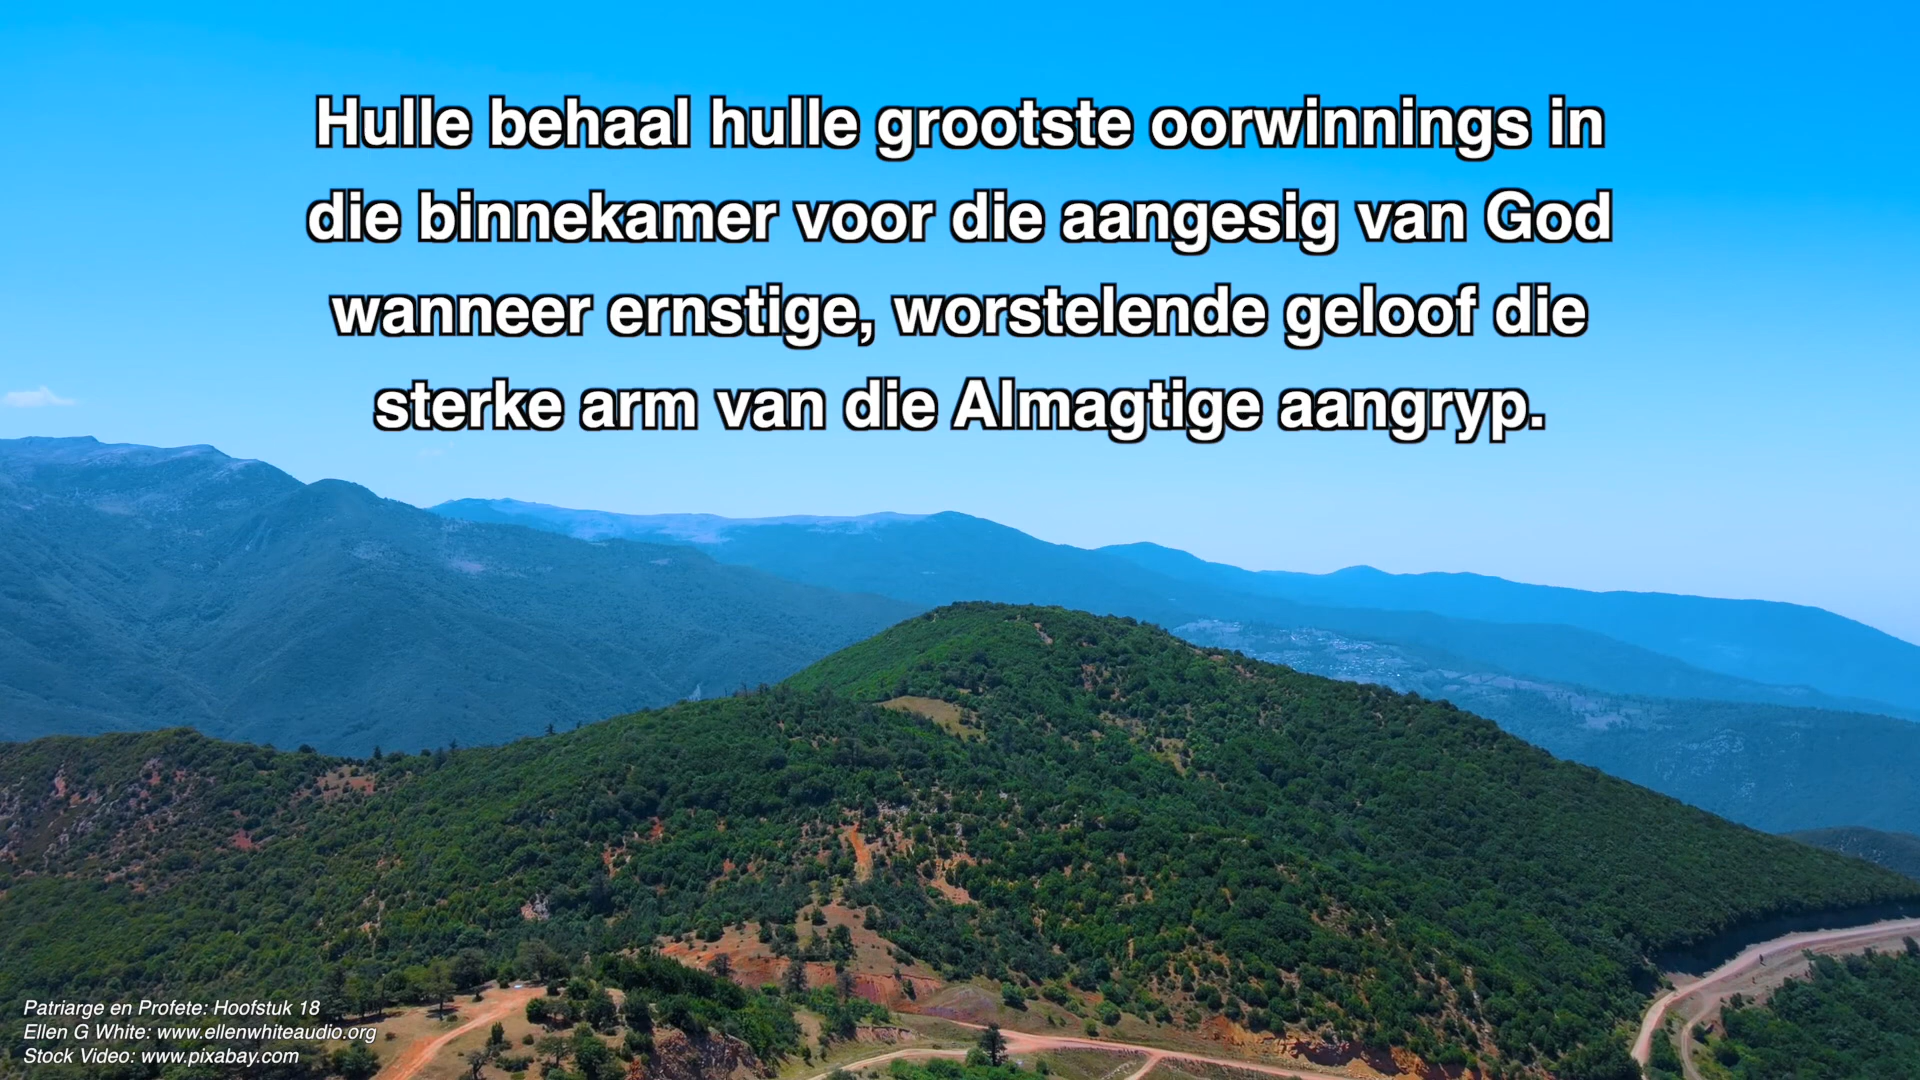 Hulle behaal hulle grootste oorwinnings in
die binnekamer voor die aangesig van God
wanneer ernstige, worstelende geloof die
sterke arm van die Almagtige aangryp.
Patriarge en Profete: Hoofstuk 18
Ellen G White: www.ellenwhiteaudio.org
Stock Video: www.pixabay.com